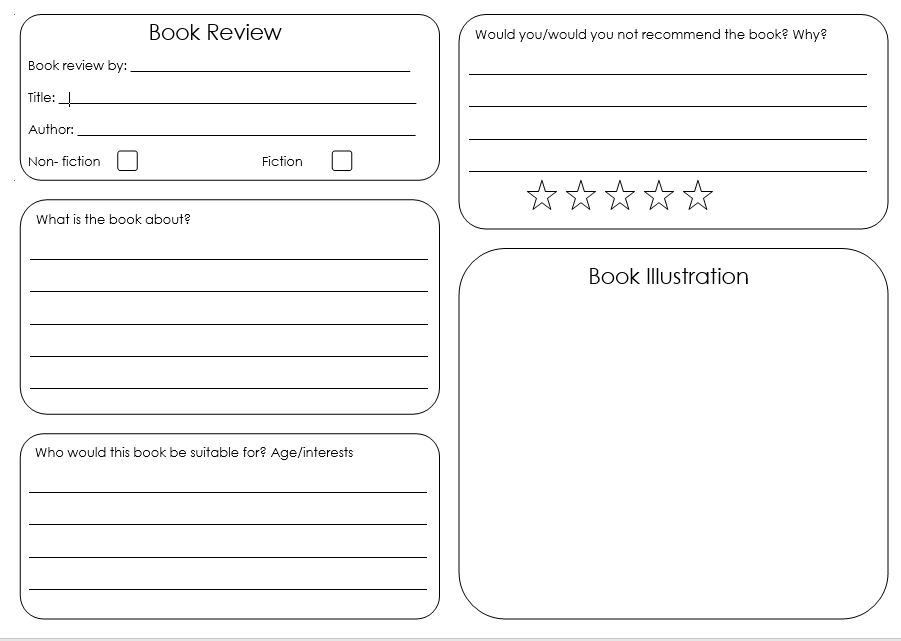 Book Review
Book review by:
Title:
Author:
Non- fiction
Fiction
What is the book about?
Who would this book be suitable for? Age/interests
Would you/would you not recommend the book? Why?
Book Illustration